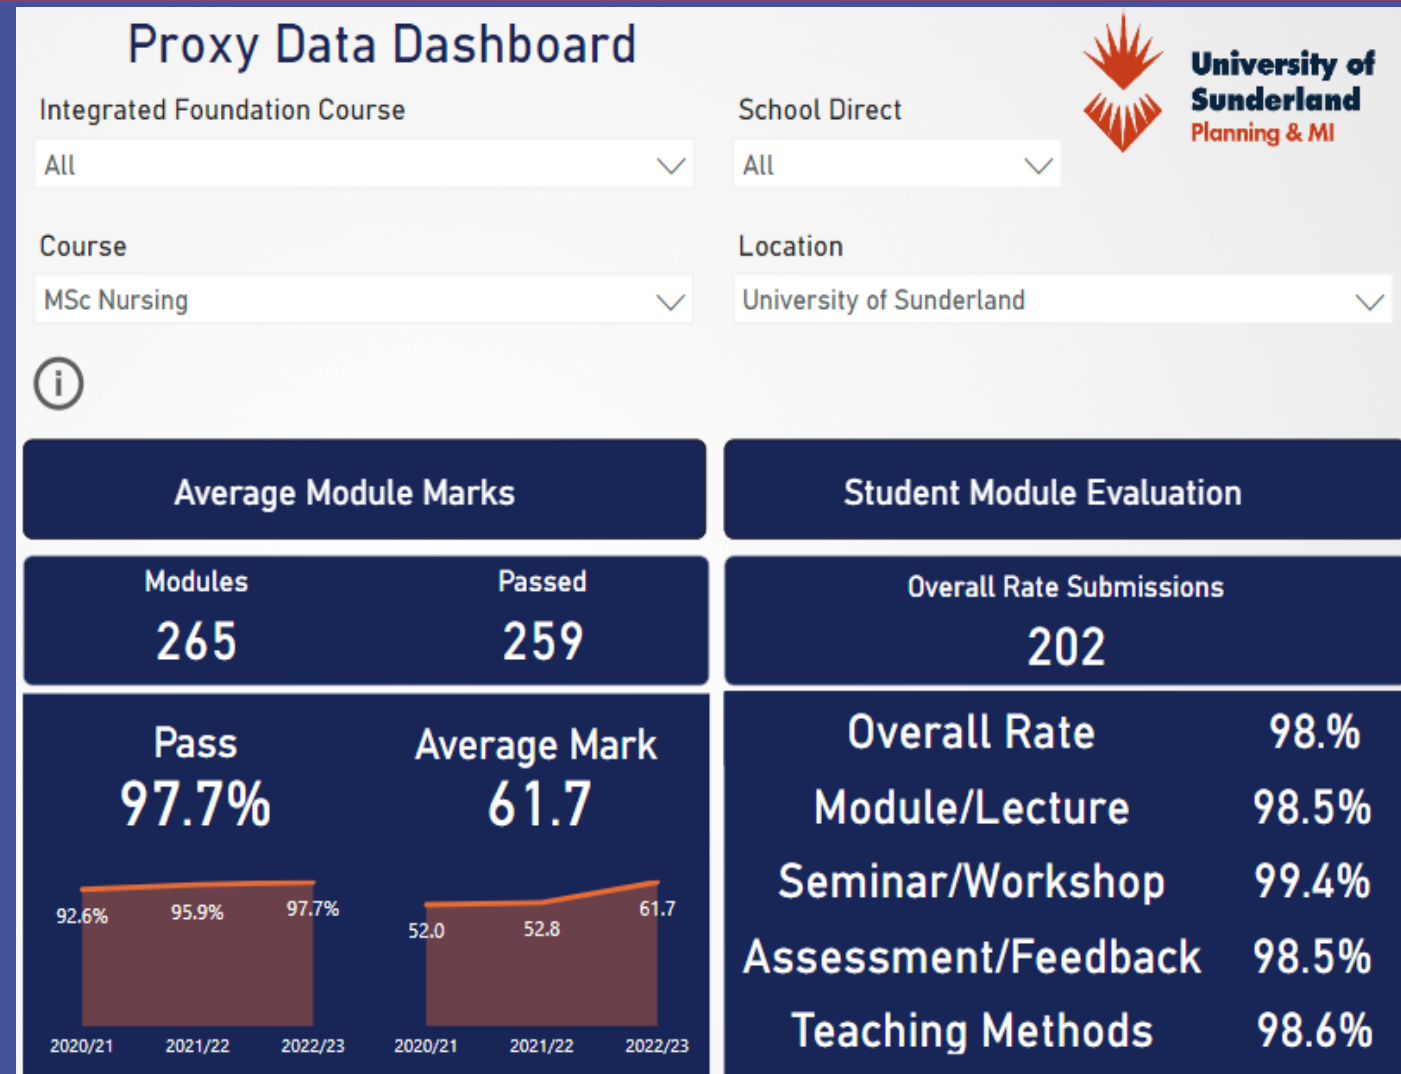 Proxy Data Dashboard
University of
Sunderland
Planning & MI
Integrated Foundation Course
School Direct
All
All
Course
Location
MSc Nursing
University of Sunderland
i
Average Module Marks
Student Module Evaluation
Modules
Passed
265
259
Overall Rate Submissions
202
Pass
97.7%
Average Mark
61.7
92.6%
95.9%
97.7%
2020/21
2021/22
2022/23
52.0
52.8
61.7
2020/21
2021/22
2022/23
Overall Rate 98.%
Module/Lecture 98.5%
Seminar/Workshop 99.4%
Assessment/Feedback 98.5%
Teaching Methods 98.6%